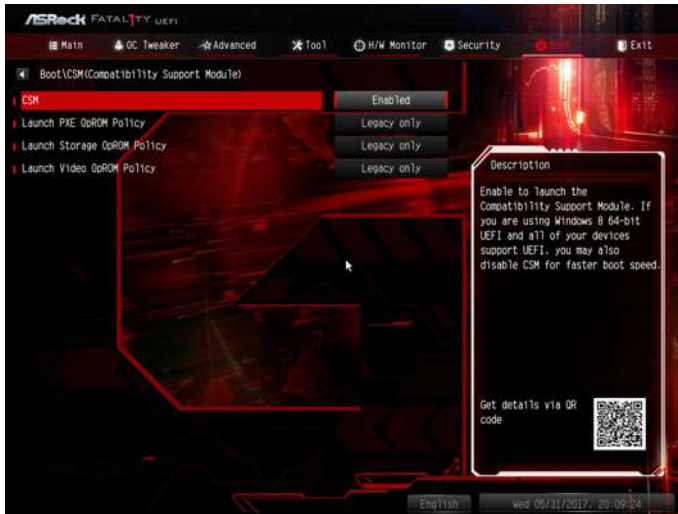 ASRock FATAL1TY UEFI
Main OC Tweaker Advanced Tool H/W Monitor Security Boot Exit
Boot\CSM(Compatibility Support Module)
CSM Enabled
Launch PXE OpROM Policy Legacy only
Launch Storage OpROM Policy Legacy only
Launch Video OpROM Policy Legacy only
Description
Enable to launch the
Compatibility Support Module. If
you are using Windows 8 64-bit
UEFI and all of your devices
support UEFI, you may also
disable CSM for faster boot speed.
Get details via QR
code
English Wed 05/31/2017, 20:09:24